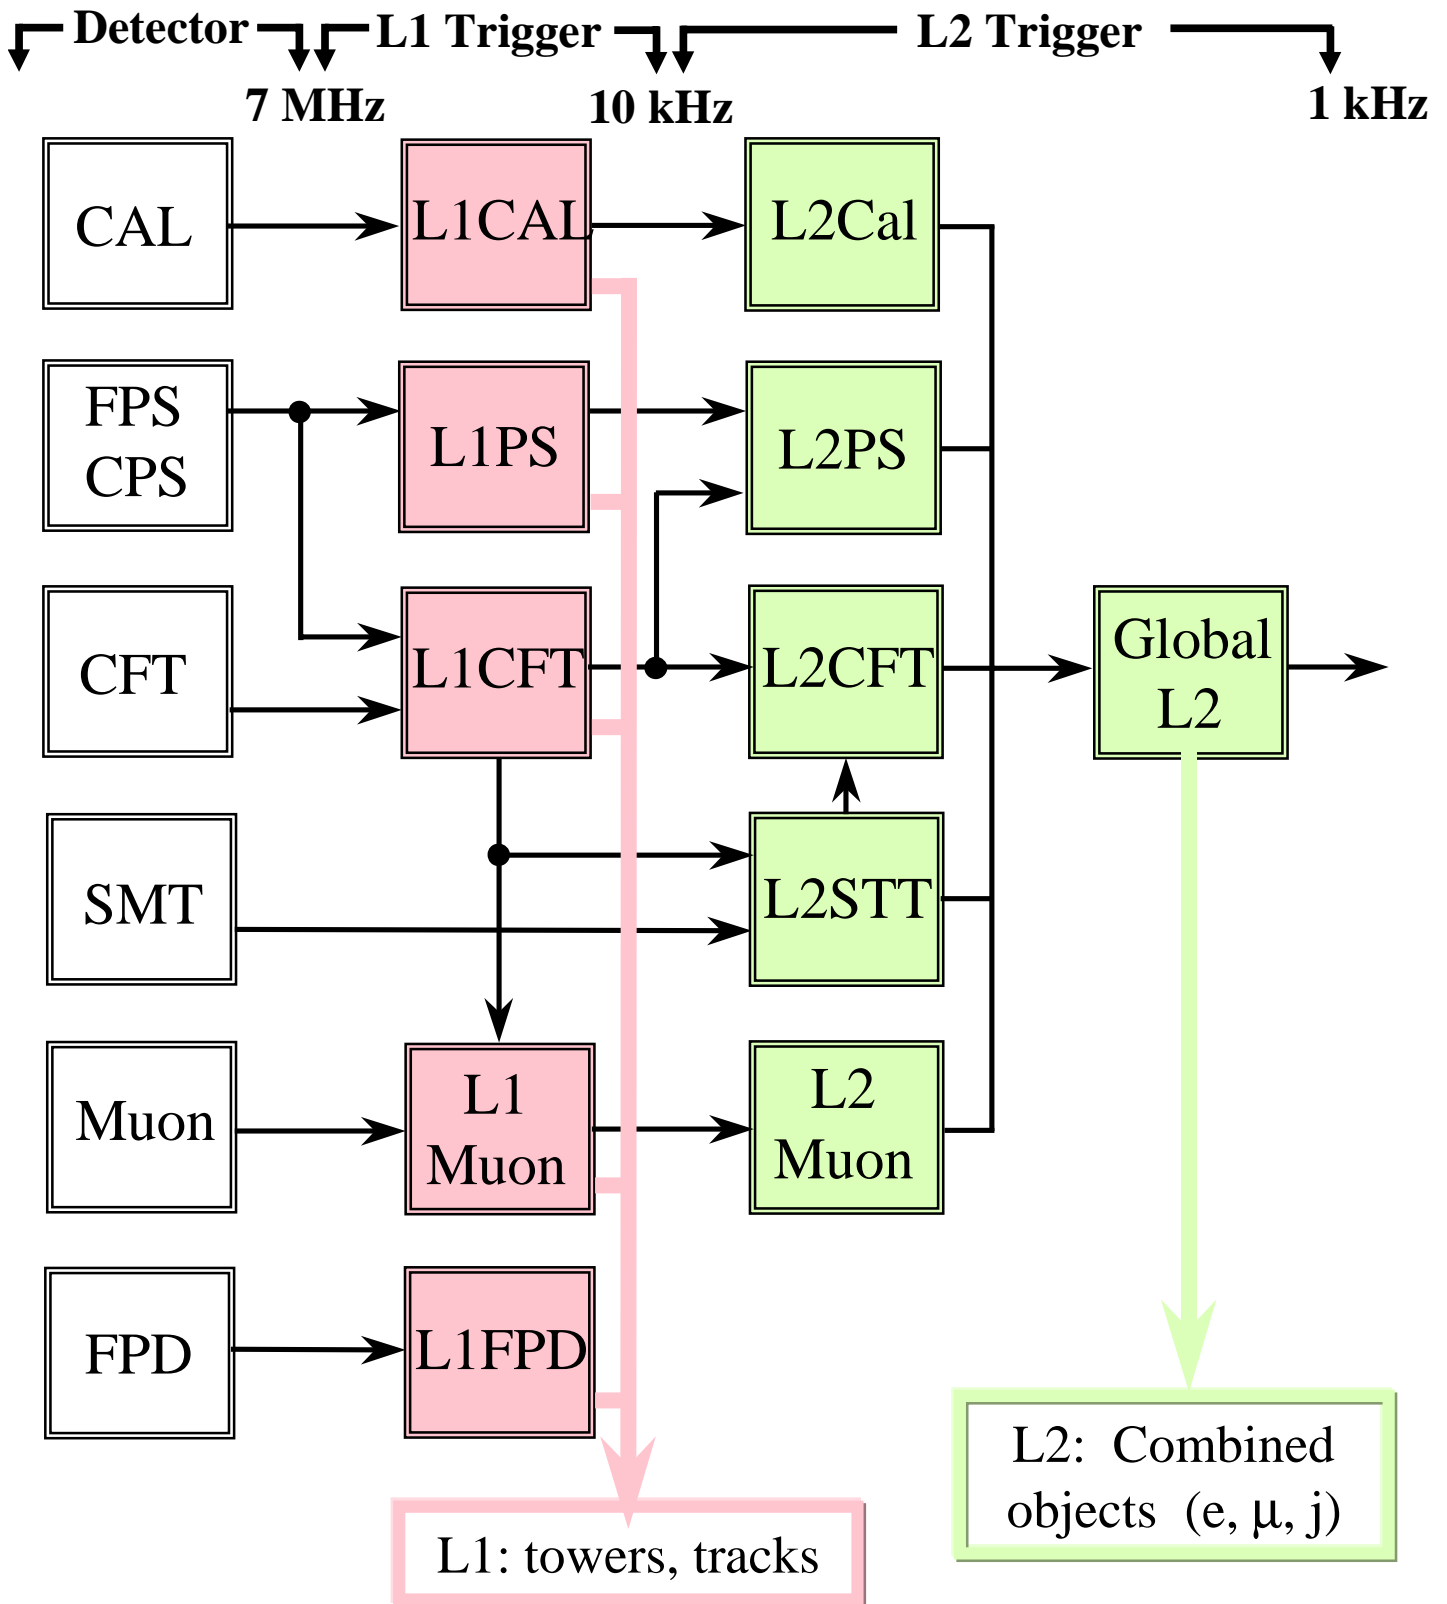 Detector
L1 Trigger
L2 Trigger
7 MHz
10 kHz
1 kHz
CAL
L1CAL
L2Cal
FPS
CPS
L1PS
L2PS
CFT
L1CFT
L2CFT
Global
L2
SMT
L2STT
Muon
L1
Muon
L2
Muon
FPD
L1FPD
L2: Combined
objects (e, μ, j)
L1: towers, tracks